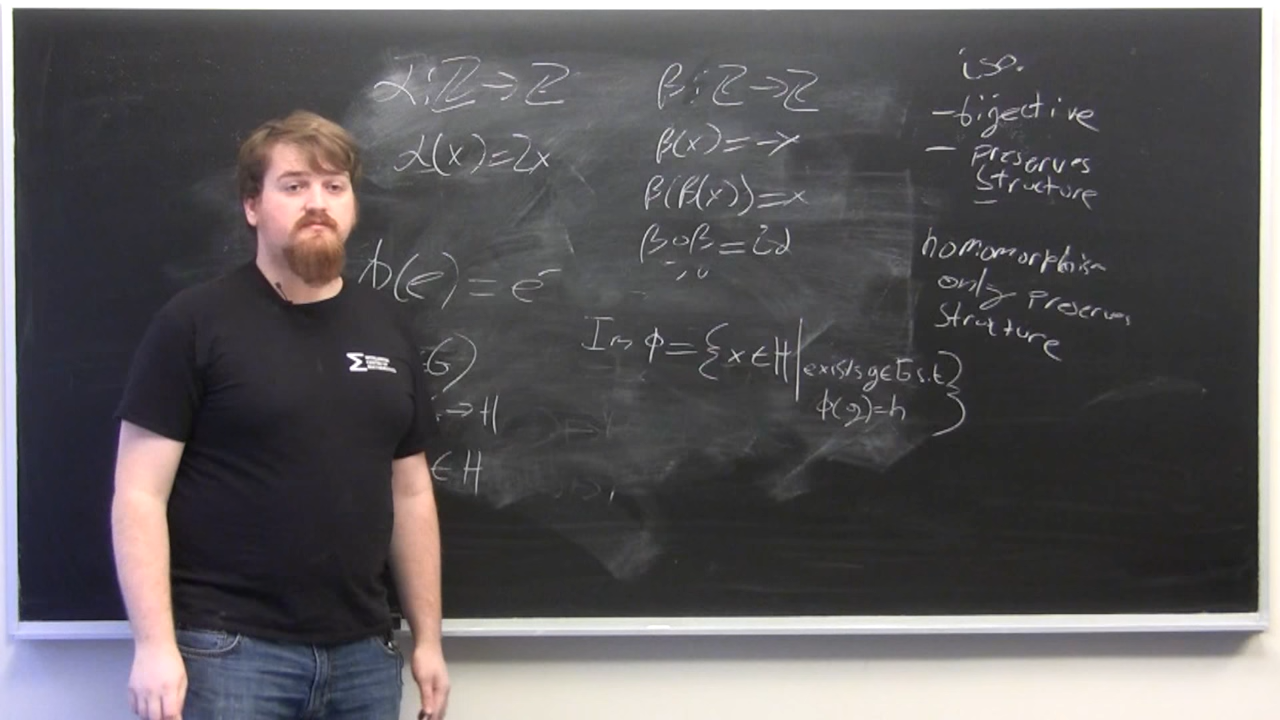 α:ℤ→ℤ
α(x)=2x
(e)=e
G)
→H
∈H
β:ℤ→ℤ
β(x)=-x
β(β(x))=x
β∘β=id
Im ϕ={x∈H|exists g∈G s.t
ϕ(g)=h}
iso.
-bijective
- preserves
structure
homomorphism
only preserves
structure
Σ